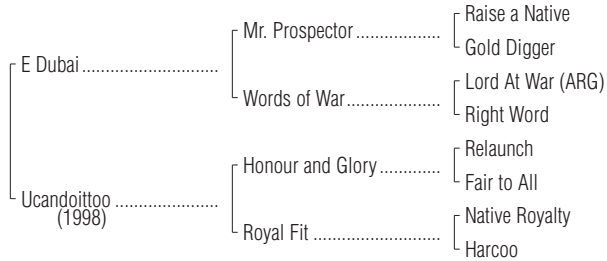 Raise a Native
Mr. Prospector ...................
Gold Digger
E Dubai .............................
Lord At War (ARG)
Words of War.....................
Right Word
Relaunch
Honour and Glory .............
Fair to All
Ucandoittoo ......................
(1998)
Native Royalty
Royal Fit ...........................
Harcoo